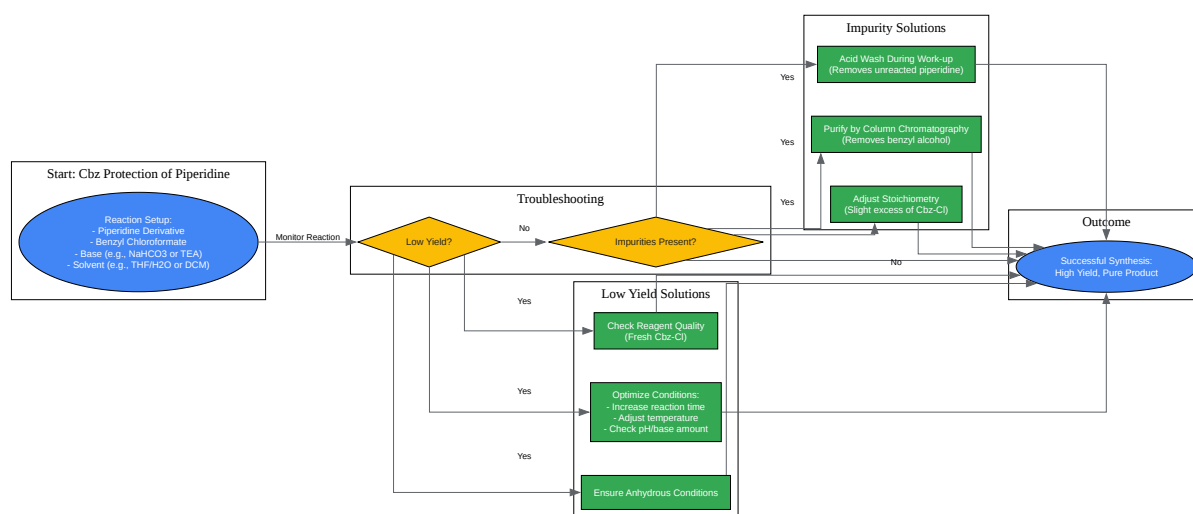 Start: Cbz Protection of Piperidine
Reaction Setup:
- Piperidine Derivative
- Benzyl Chloroformate
- Base (e.g., NaHCO3 or TEA)
- Solvent (e.g., THF/H2O or DCM)
Monitor Reaction
Troubleshooting
Low Yield?
No
Impurities Present?
Yes
Yes
Yes
No
Impurity Solutions
Acid Wash During Work-up
(Removes unreacted piperidine)
Purify by Column Chromatography
(Removes benzyl alcohol)
Adjust Stoichiometry
(Slight excess of Cbz-Cl)
Yes
Yes
Yes
Low Yield Solutions
Check Reagent Quality
(Fresh Cbz-Cl)
Optimize Conditions:
- Increase reaction time
- Adjust temperature
- Check pH/base amount
Ensure Anhydrous Conditions
Outcome
Successful Synthesis:
High Yield, Pure Product